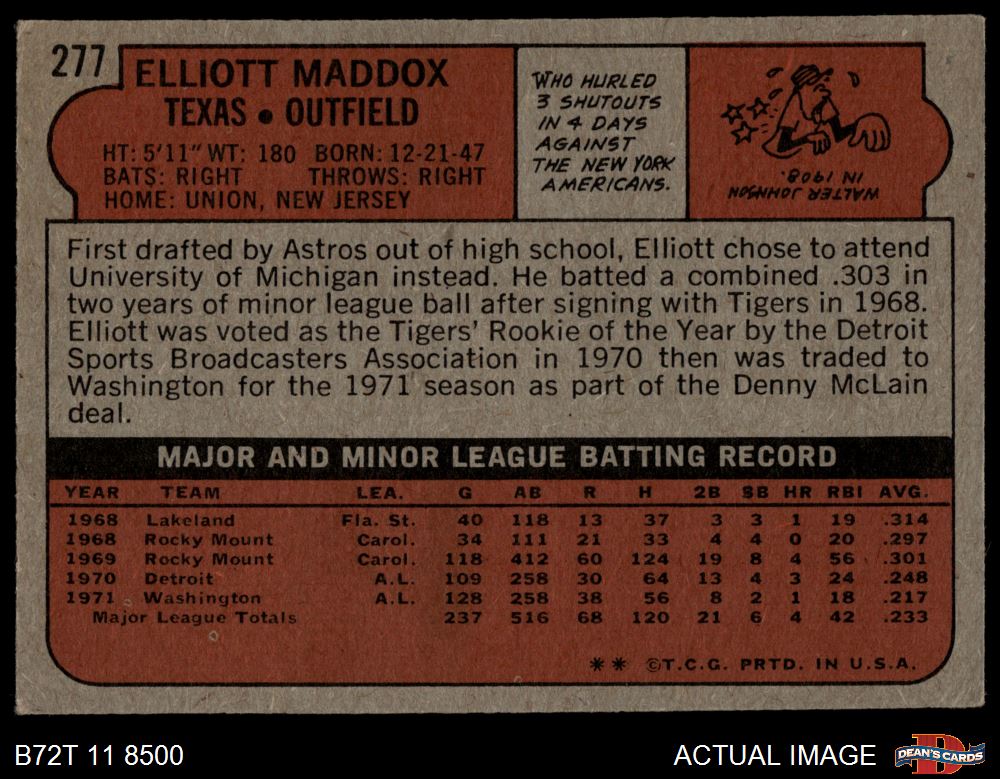 277
ELLIOTT MADDOX
TEXAS • OUTFIELD
HT: 5'11" WT: 180 BORN: 12-21-47
BATS: RIGHT THROWS: RIGHT
HOME: UNION, NEW JERSEY
WHO HURLED
3 SHUTOUTS
IN 4 DAYS
AGAINST
THE NEW YORK
AMERICANS.
WALTER JOHNSON
IN 1908.
First drafted by Astros out of high school, Elliott chose to attend
University of Michigan instead. He batted a combined .303 in
two years of minor league ball after signing with Tigers in 1968.
Elliott was voted as the Tigers' Rookie of the Year by the Detroit
Sports Broadcasters Association in 1970 then was traded to
Washington for the 1971 season as part of the Denny McLain
deal.
MAJOR AND MINOR LEAGUE BATTING RECORD
YEAR TEAM LEA. G AB R H 2B SB HR RBI AVG.
1968 Lakeland Fla. St. 40 118 13 37 3 3 1 19 .314
1968 Rocky Mount Carol. 34 111 21 33 4 4 0 20 .297
1969 Rocky Mount Carol. 118 412 60 124 19 8 4 56 .301
1970 Detroit A.L. 109 258 30 64 13 4 3 24 .248
1971 Washington A.L. 128 258 38 56 8 2 1 18 .217
Major League Totals 237 516 68 120 21 6 4 42 .233
** ©T.C.G. PRTD. IN U.S.A.
B72T 11 8500
ACTUAL IMAGE
DEAN'S CARDS